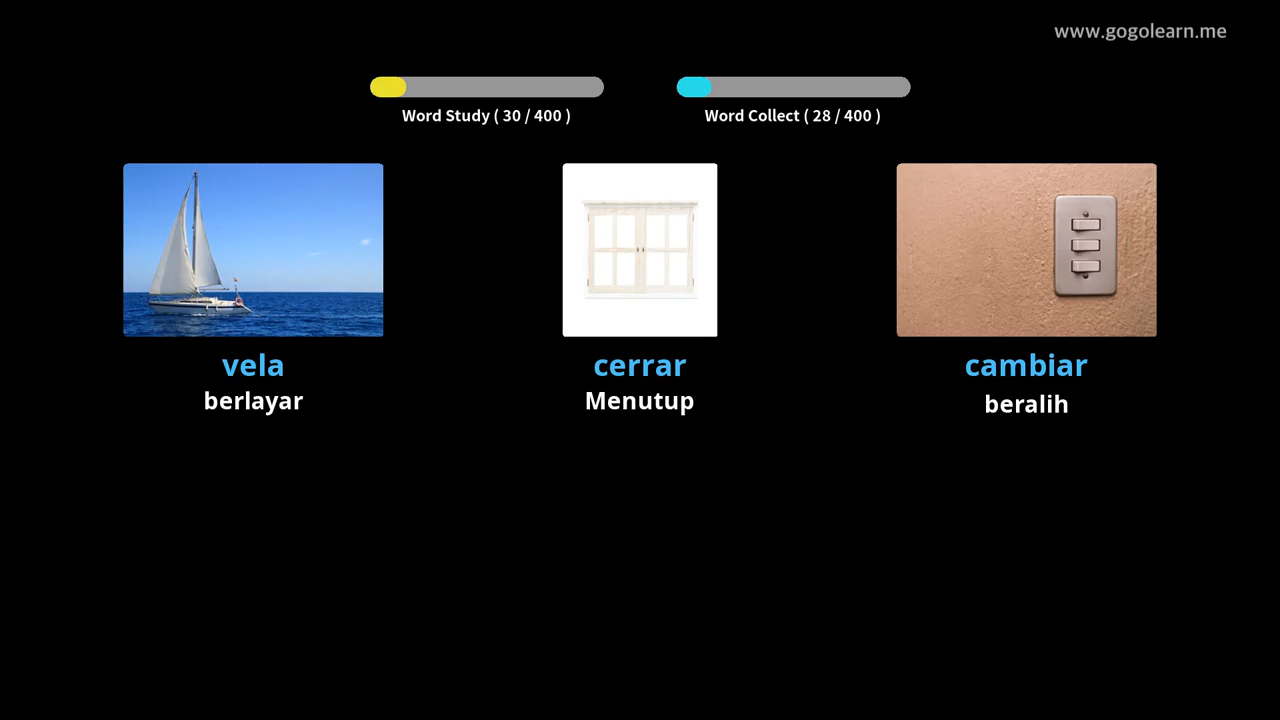 www.gogolearn.me
Word Study ( 30 / 400 )
Word Collect ( 28 / 400 )
vela
cerrar
cambiar
berlayar
Menutup
beralih